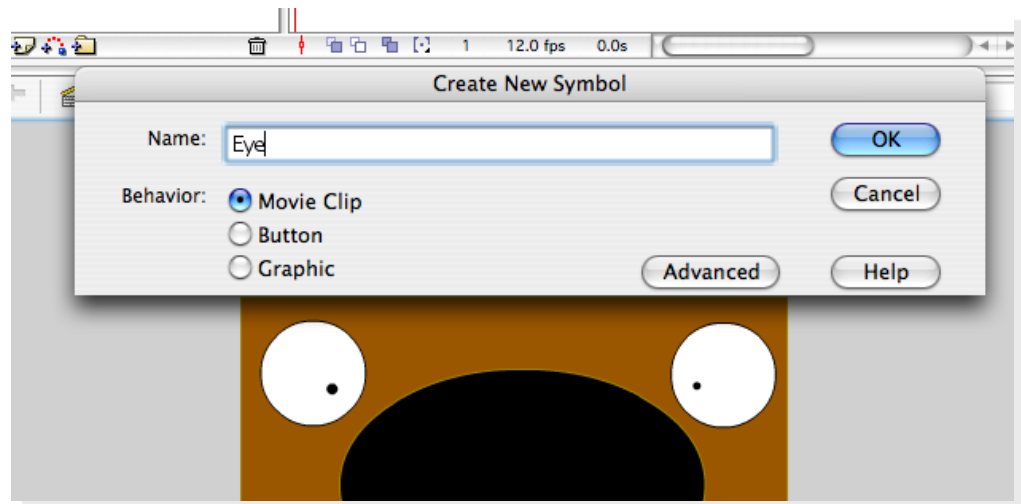 1 12.0 fps 0.0s
Create New Symbol
Name: Eye OK
Behavior: Movie Clip Cancel
Button
Graphic Advanced Help